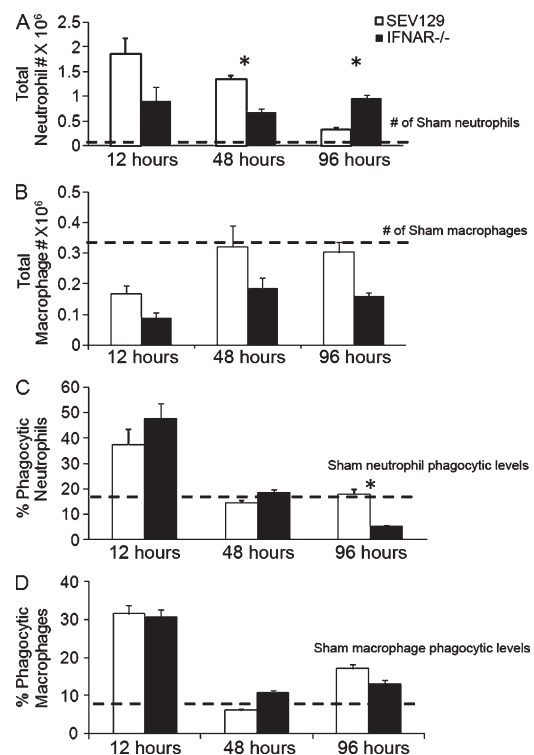 A
Total
Neutrophil # X 10⁶
2.5
2
1.5
1
0.5
0
SEV129
IFNAR-/-
*
*
# of Sham neutrophils
12 hours 48 hours 96 hours
B
Total
Macrophage # X10⁶
0.5
0.4
0.3
0.2
0.1
0
# of Sham macrophages
12 hours 48 hours 96 hours
C
% Phagocytic
Neutrophils
60
50
40
30
20
10
0
Sham neutrophil phagocytic levels
*
12 hours 48 hours 96 hours
D
% Phagocytic
Macrophages
40
30
20
10
0
Sham macrophage phagocytic levels
12 hours 48 hours 96 hours